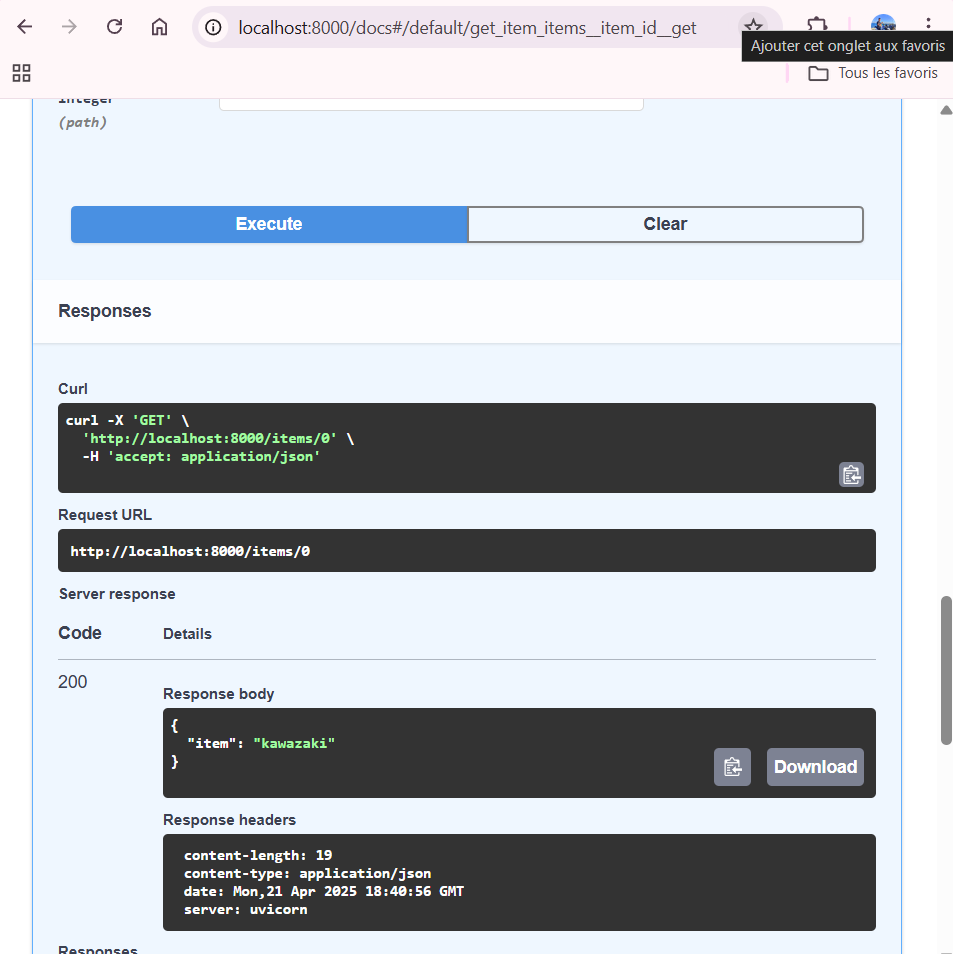 localhost:8000/docs#/default/get_item_items__item_id__get
Ajouter cet onglet aux favoris
Tous les favoris
integer
(path)
Execute
Clear
Responses
Curl
curl -X 'GET' \
'http://localhost:8000/items/0' \
-H 'accept: application/json'
Request URL
http://localhost:8000/items/0
Server response
Code
Details
200
Response body
{
"item": "kawazaki"
}
Download
Response headers
content-length: 19
content-type: application/json
date: Mon,21 Apr 2025 18:40:56 GMT
server: uvicorn
Responses